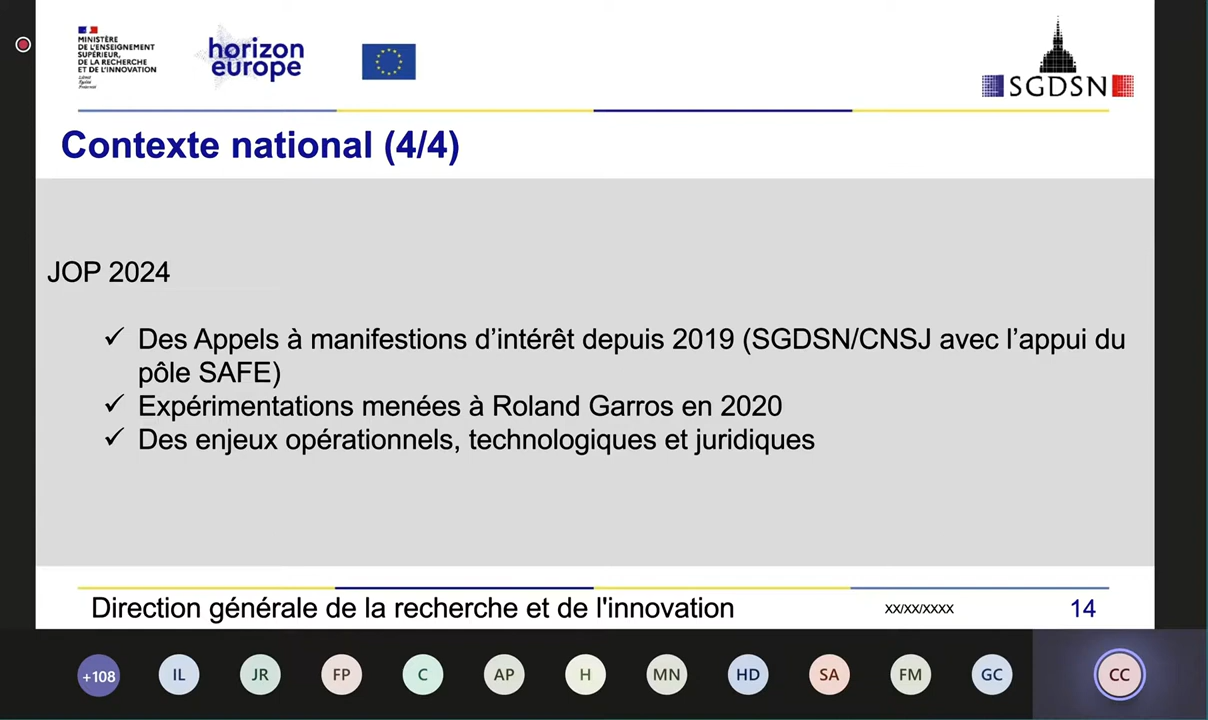 MINISTÈRE
DE L'ENSEIGNEMENT
SUPÉRIEUR,
DE LA RECHERCHE
ET DE L'INNOVATION
Liberté
Égalité
Fraternité
horizon
europe
SGDSN
Contexte national (4/4)
JOP 2024
✓ Des Appels à manifestions d’intérêt depuis 2019 (SGDSN/CNSJ avec l’appui du
pôle SAFE)
✓ Expérimentations menées à Roland Garros en 2020
✓ Des enjeux opérationnels, technologiques et juridiques
Direction générale de la recherche et de l'innovation
xx/xx/xxxx
14
+108
IL
JR
FP
C
AP
H
MN
HD
SA
FM
GC
CC